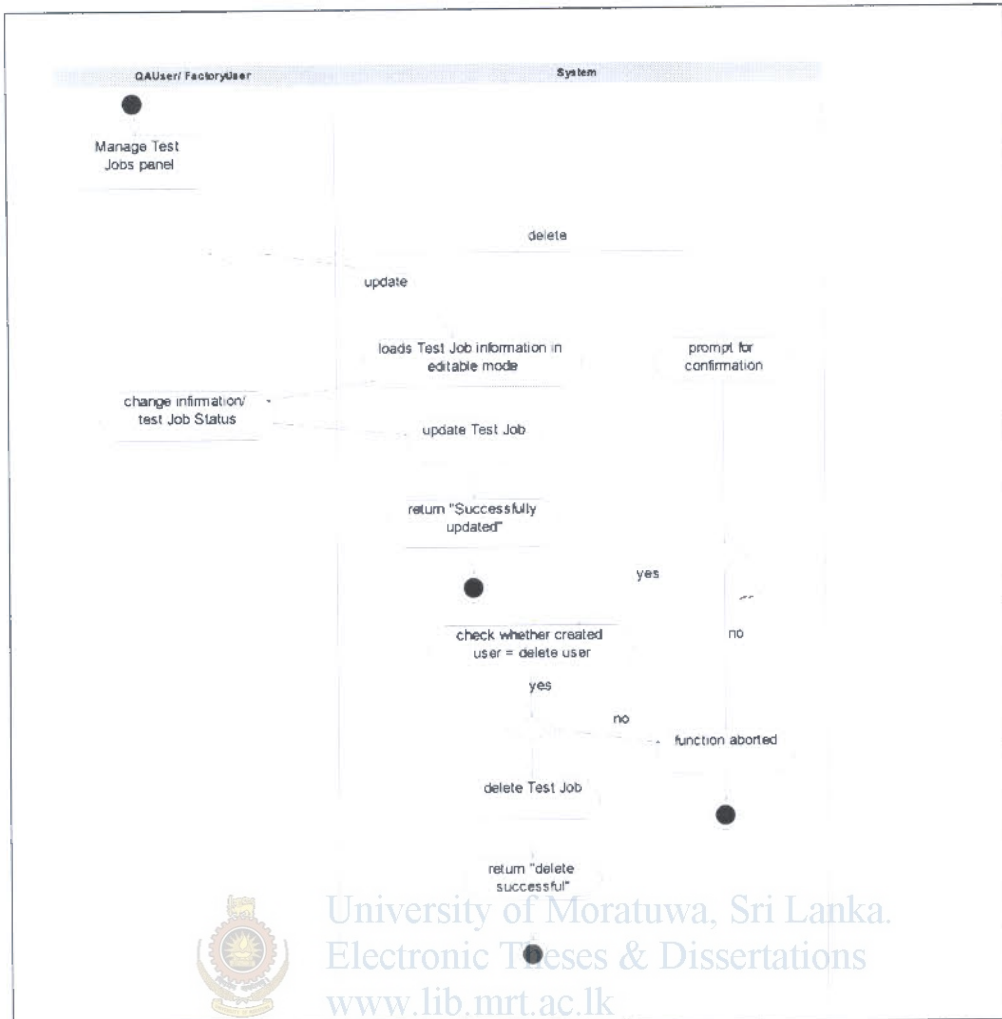 QAUser/ FactoryUser
System
Manage Test
Jobs panel
delete
update
loads Test Job information in
editable mode
prompt for
confirmation
change infirmation/
test Job Status
update Test Job
return "Successfully
updated"
yes
check whether created
user = delete user
no
yes
no
function aborted
delete Test Job
return "delete
successful"
University of Moratuwa, Sri Lanka.
Electronic Theses & Dissertations
www.lib.mrt.ac.lk